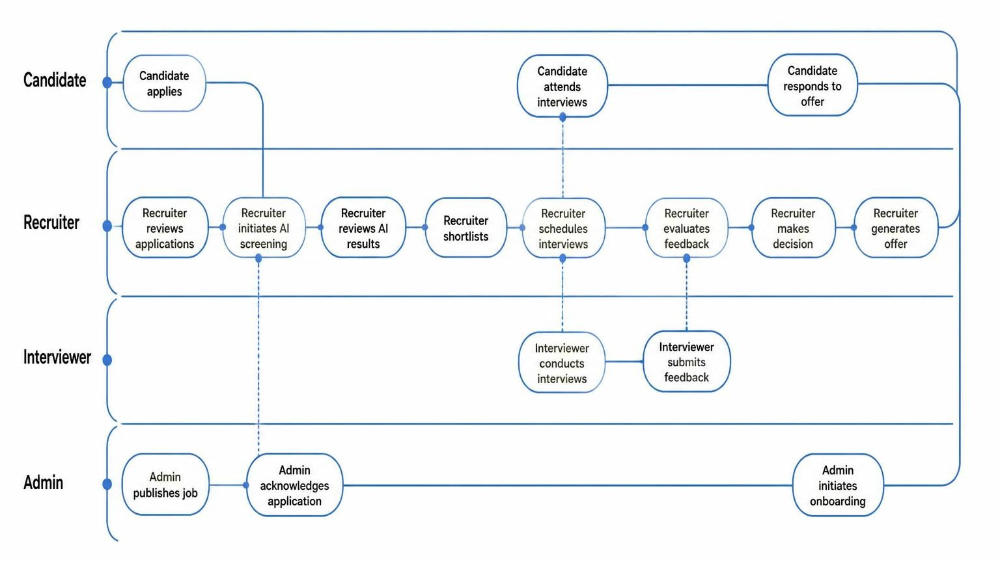 Candidate
Candidate
applies
Candidate
attends
interviews
Candidate
responds to
offer
Recruiter
Recruiter
reviews
applications
Recruiter
initiates AI
screening
Recruiter
reviews AI
results
Recruiter
shortlists
Recruiter
schedules
interviews
Recruiter
evaluates
feedback
Recruiter
makes
decision
Recruiter
generates
offer
Interviewer
Interviewer
conducts
interviews
Interviewer
submits
feedback
Admin
Admin
publishes job
Admin
acknowledges
application
Admin
initiates
onboarding